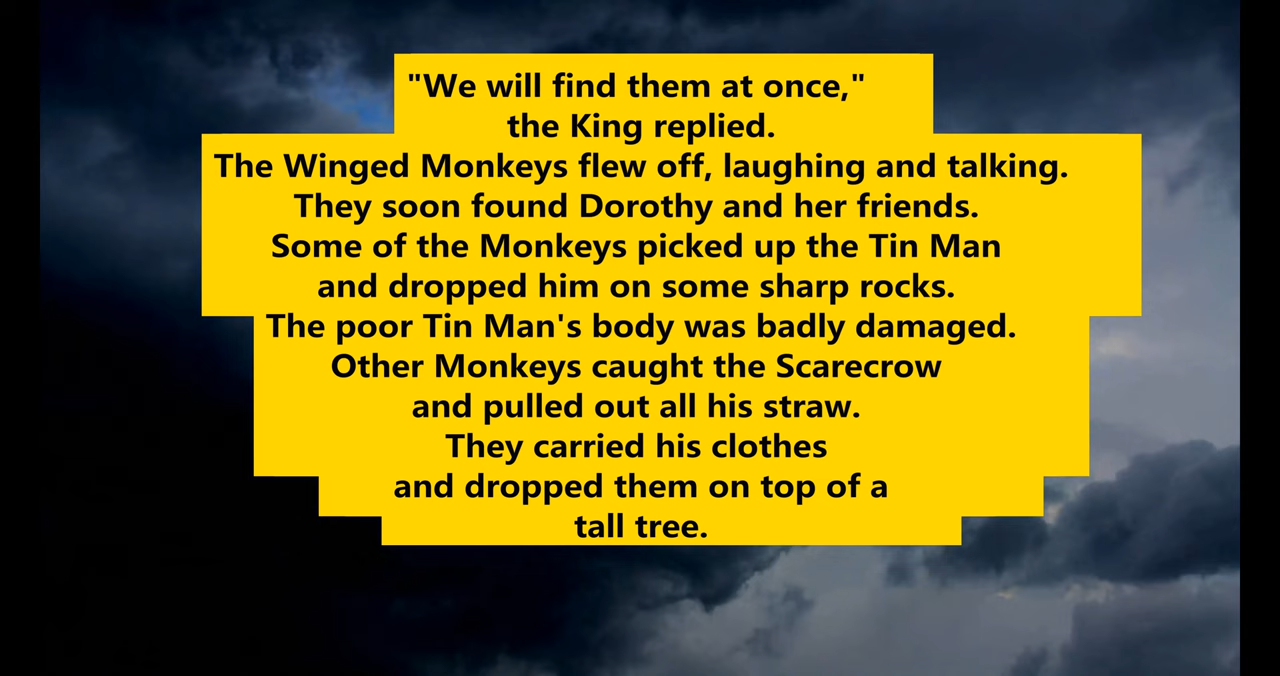 "We will find them at once,"
the King replied.
The Winged Monkeys flew off, laughing and talking.
They soon found Dorothy and her friends.
Some of the Monkeys picked up the Tin Man
and dropped him on some sharp rocks.
The poor Tin Man's body was badly damaged.
Other Monkeys caught the Scarecrow
and pulled out all his straw.
They carried his clothes
and dropped them on top of a
tall tree.